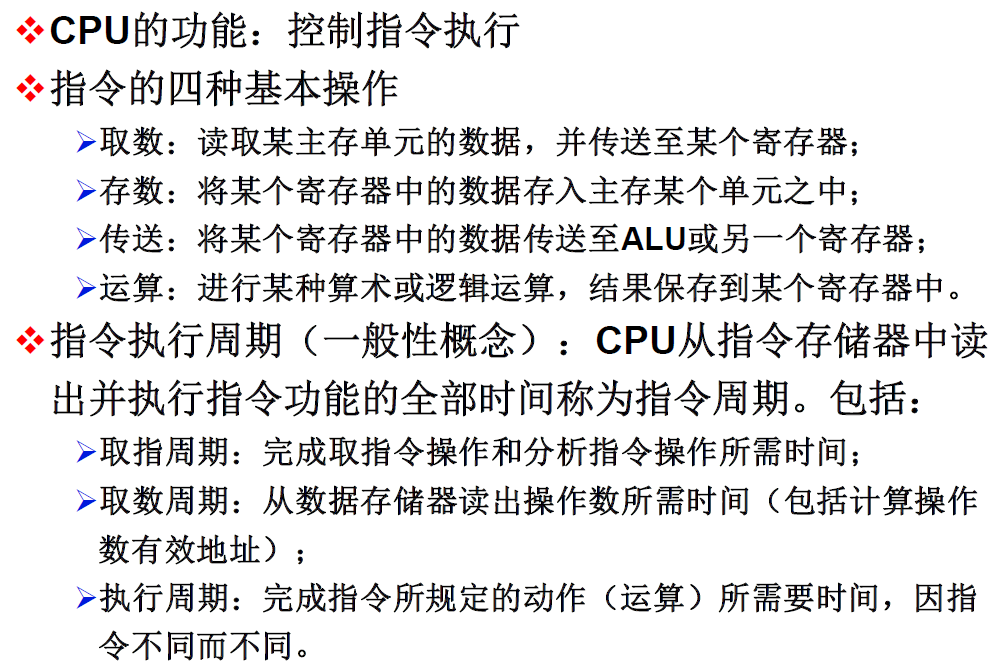 ❖CPU的功能：控制指令执行
❖指令的四种基本操作
➢取数：读取某主存单元的数据，并传送至某个寄存器；
➢存数：将某个寄存器中的数据存入主存某个单元之中；
➢传送：将某个寄存器中的数据传送至ALU或另一个寄存器；
➢运算：进行某种算术或逻辑运算，结果保存到某个寄存器中。
❖指令执行周期（一般性概念）：CPU从指令存储器中读
出并执行指令功能的全部时间称为指令周期。包括：
➢取指周期：完成取指令操作和分析指令操作所需时间；
➢取数周期：从数据存储器读出操作数所需时间（包括计算操作
数有效地址）；
➢执行周期：完成指令所规定的动作（运算）所需要时间，因指
令不同而不同。